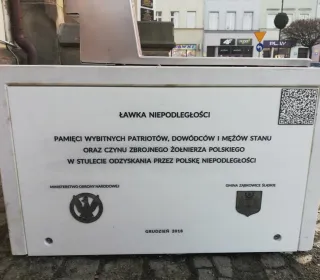 ŁAWKA NIEPODLEGŁOŚCI
PAMIĘCI WYBITNYCH PATRIOTÓW, DOWÓDCÓW I MĘŻÓW STANU
ORAZ CZYNU ZBROJNEGO ŻOŁNIERZA POLSKIEGO
W STULECIE ODZYSKANIA PRZEZ POLSKĘ NIEPODLEGŁOŚCI
MINISTERSTWO OBRONY NARODOWEJ
GMINA ZĄBKOWICE ŚLĄSKIE
GRUDZIEŃ 2018